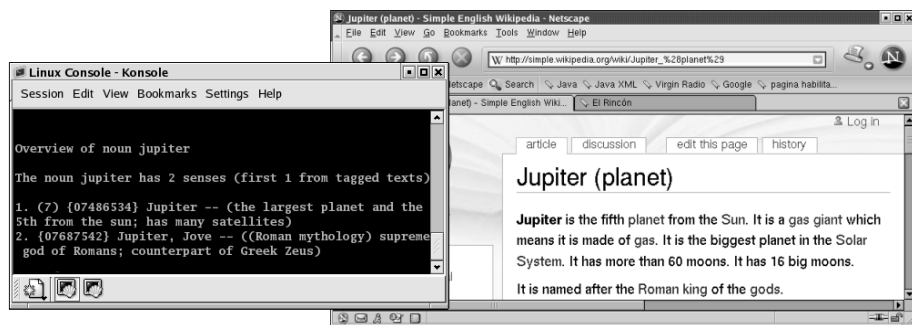 Jupiter (planet) - Simple English Wikipedia - Netscape
File Edit View Go Bookmarks Tools Window Help
http://simple.wikipedia.org/wiki/Jupiter_%28planet%29
etscape Search Java Java XML Virgin Radio Google pagina habilita...
lanet) - Simple English Wiki... El Rincón
Log in
article discussion edit this page history
Jupiter (planet)
Jupiter is the fifth planet from the Sun. It is a gas giant which
means it is made of gas. It is the biggest planet in the Solar
System. It has more than 60 moons. It has 16 big moons.
It is named after the Roman king of the gods.
Linux Console - Konsole
Session Edit View Bookmarks Settings Help
Overview of noun jupiter
The noun jupiter has 2 senses (first 1 from tagged texts)
1. (7) {07486534} Jupiter -- (the largest planet and the
5th from the sun; has many satellites)
2. {07687542} Jupiter, Jove -- ((Roman mythology) supreme
god of Romans; counterpart of Greek Zeus)